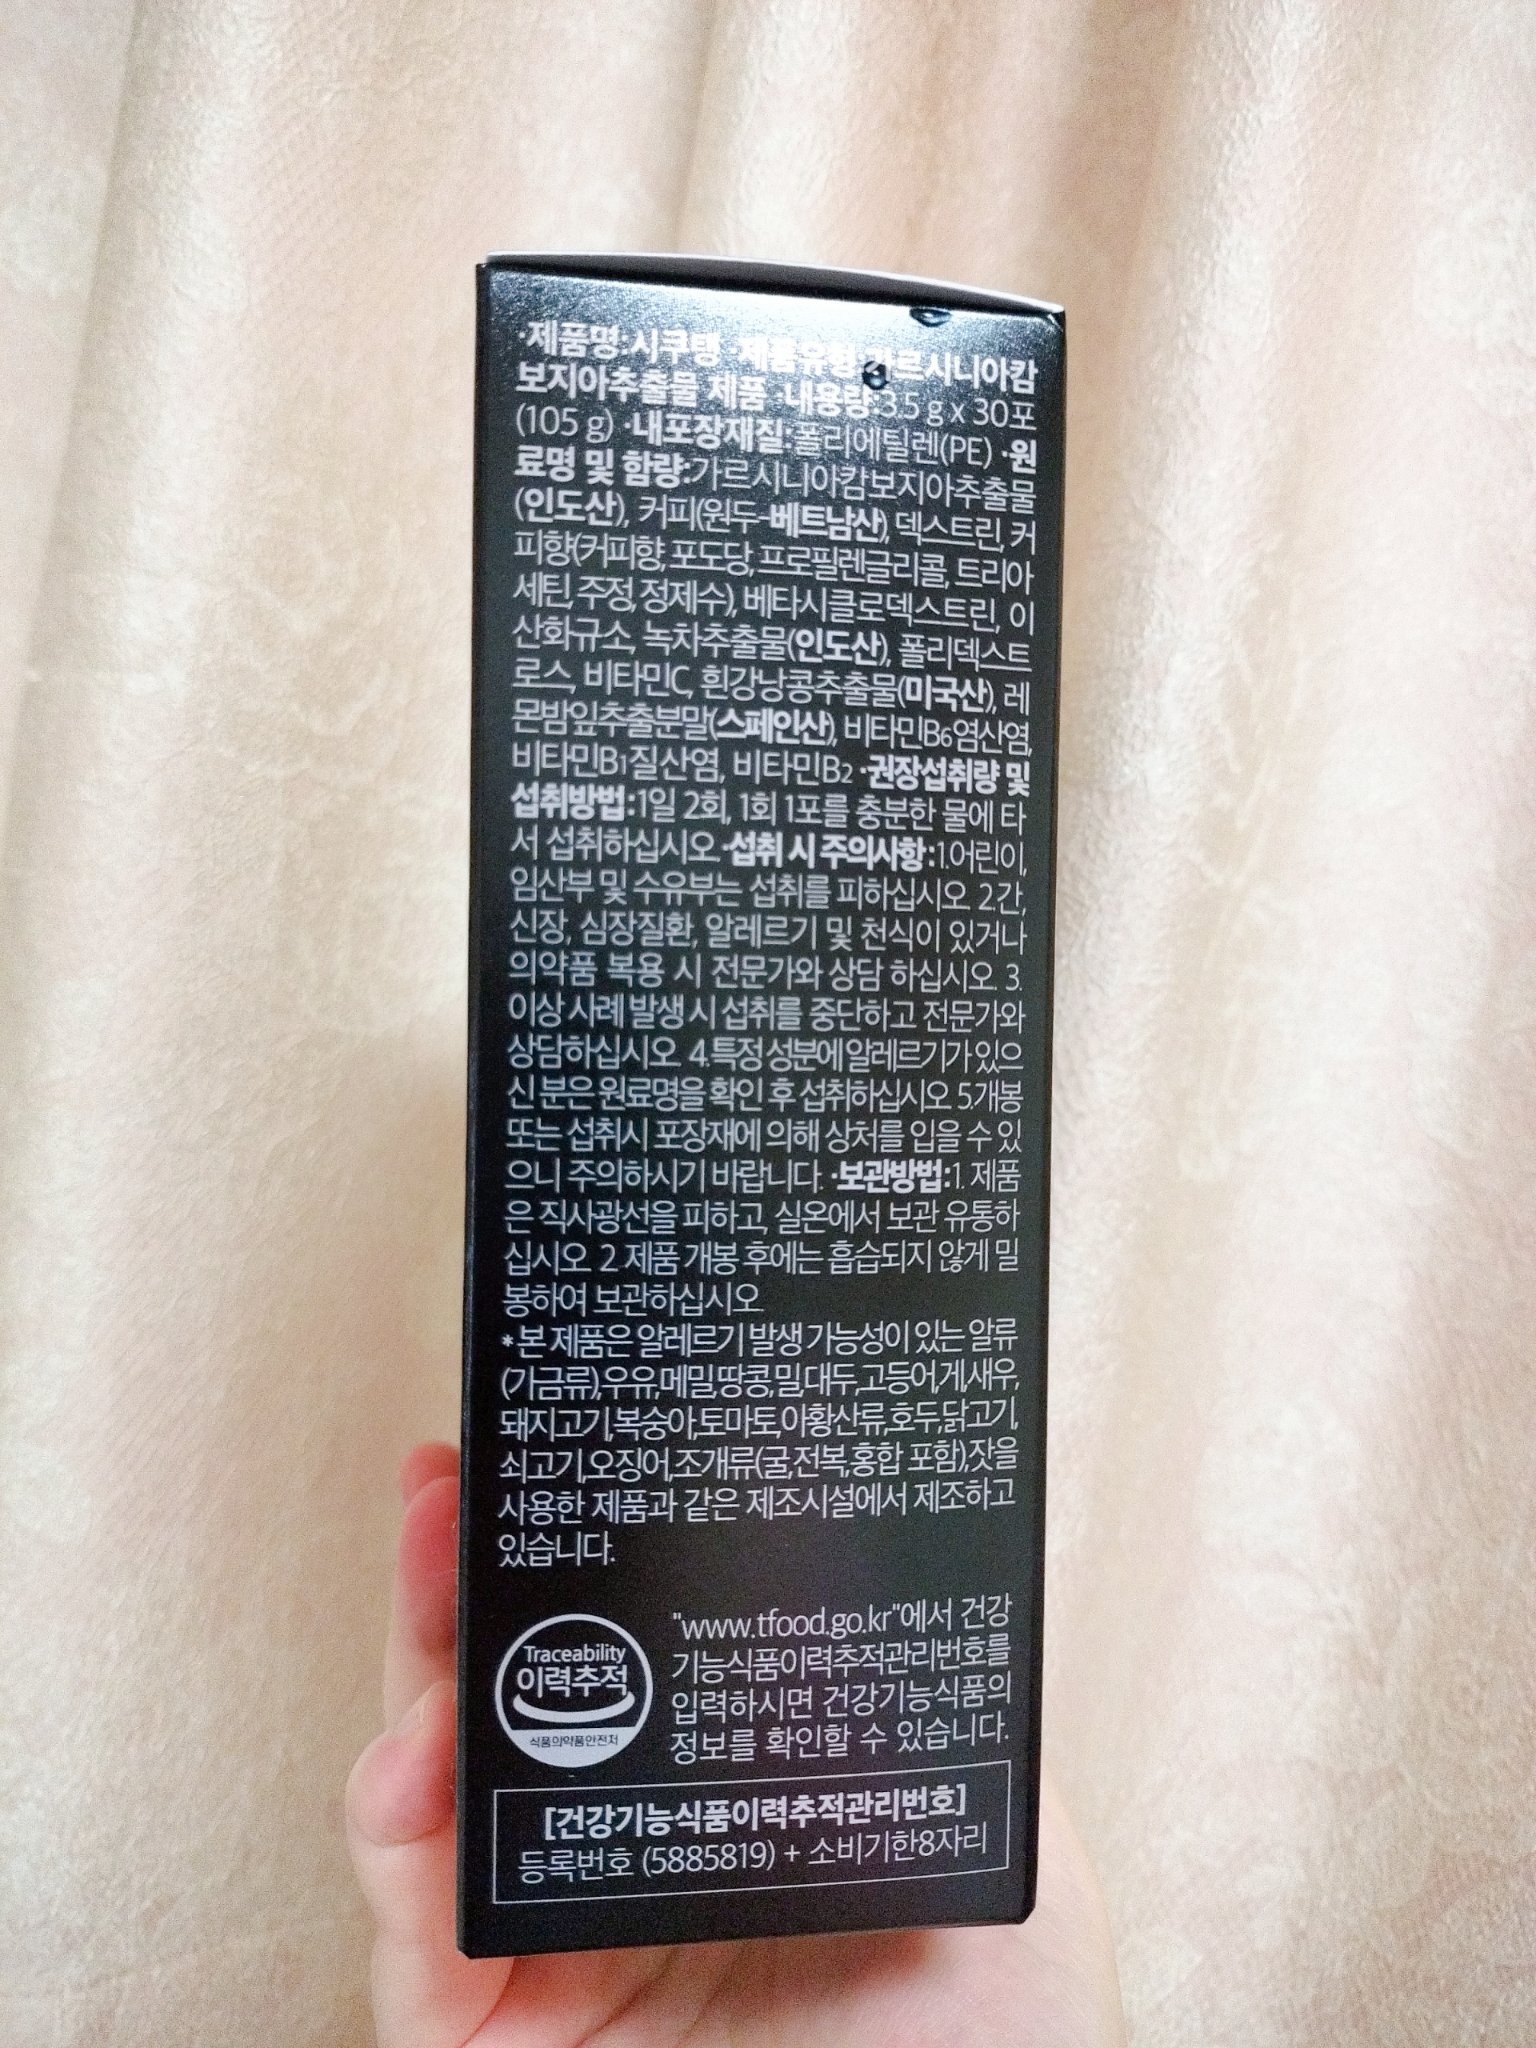 ·제품명:시쿠탱 ·제품유형:가르시니아캄
보지아추출물 제품 ·내용량:3.5 g x 30포
(105 g) ·내포장재질:폴리에틸렌(PE) ·원
료명 및 함량:가르시니아캄보지아추출물
(인도산), 커피(원두-베트남산), 덱스트린, 커
피향(커피향, 포도당, 프로필렌글리콜, 트리아
세틴, 주정, 정제수), 베타시클로덱스트린, 이
산화규소, 녹차추출물(인도산), 폴리덱스트
로스, 비타민C, 흰강낭콩추출물(미국산), 레
몬밤잎추출분말(스페인산), 비타민B6염산염,
비타민B1질산염, 비타민B2 ·권장섭취량 및
섭취방법:1일 2회, 1회 1포를 충분한 물에 타
서 섭취하십시오 ·섭취 시 주의사항:1.어린이,
임산부 및 수유부는 섭취를 피하십시오. 2.간,
신장, 심장질환, 알레르기 및 천식이 있거나
의약품 복용 시 전문가와 상담 하십시오. 3.
이상 사례 발생 시 섭취를 중단하고 전문가와
상담하십시오. 4.특정 성분에 알레르기가 있으
신 분은 원료명을 확인 후 섭취하십시오. 5.개봉
또는 섭취시 포장재에 의해 상처를 입을 수 있
으니 주의하시기 바랍니다. ·보관방법:1. 제품
은 직사광선을 피하고, 실온에서 보관 유통하
십시오. 2. 제품 개봉 후에는 흡습되지 않게 밀
봉하여 보관하십시오.
*본 제품은 알레르기 발생 가능성이 있는 알류
(가금류),우유,메밀,땅콩,밀,대두,고등어,게,새우,
돼지고기,복숭아,토마토,아황산류,호두,닭고기,
쇠고기,오징어,조개류(굴,전복,홍합 포함),잣을
사용한 제품과 같은 제조시설에서 제조하고
있습니다.
Traceability
이력추적
식품의약품안전처
"www.tfood.go.kr"에서 건강
기능식품이력추적관리번호를
입력하시면 건강기능식품의
정보를 확인할 수 있습니다.
[건강기능식품이력추적관리번호]
등록번호 (5885819) + 소비기한8자리